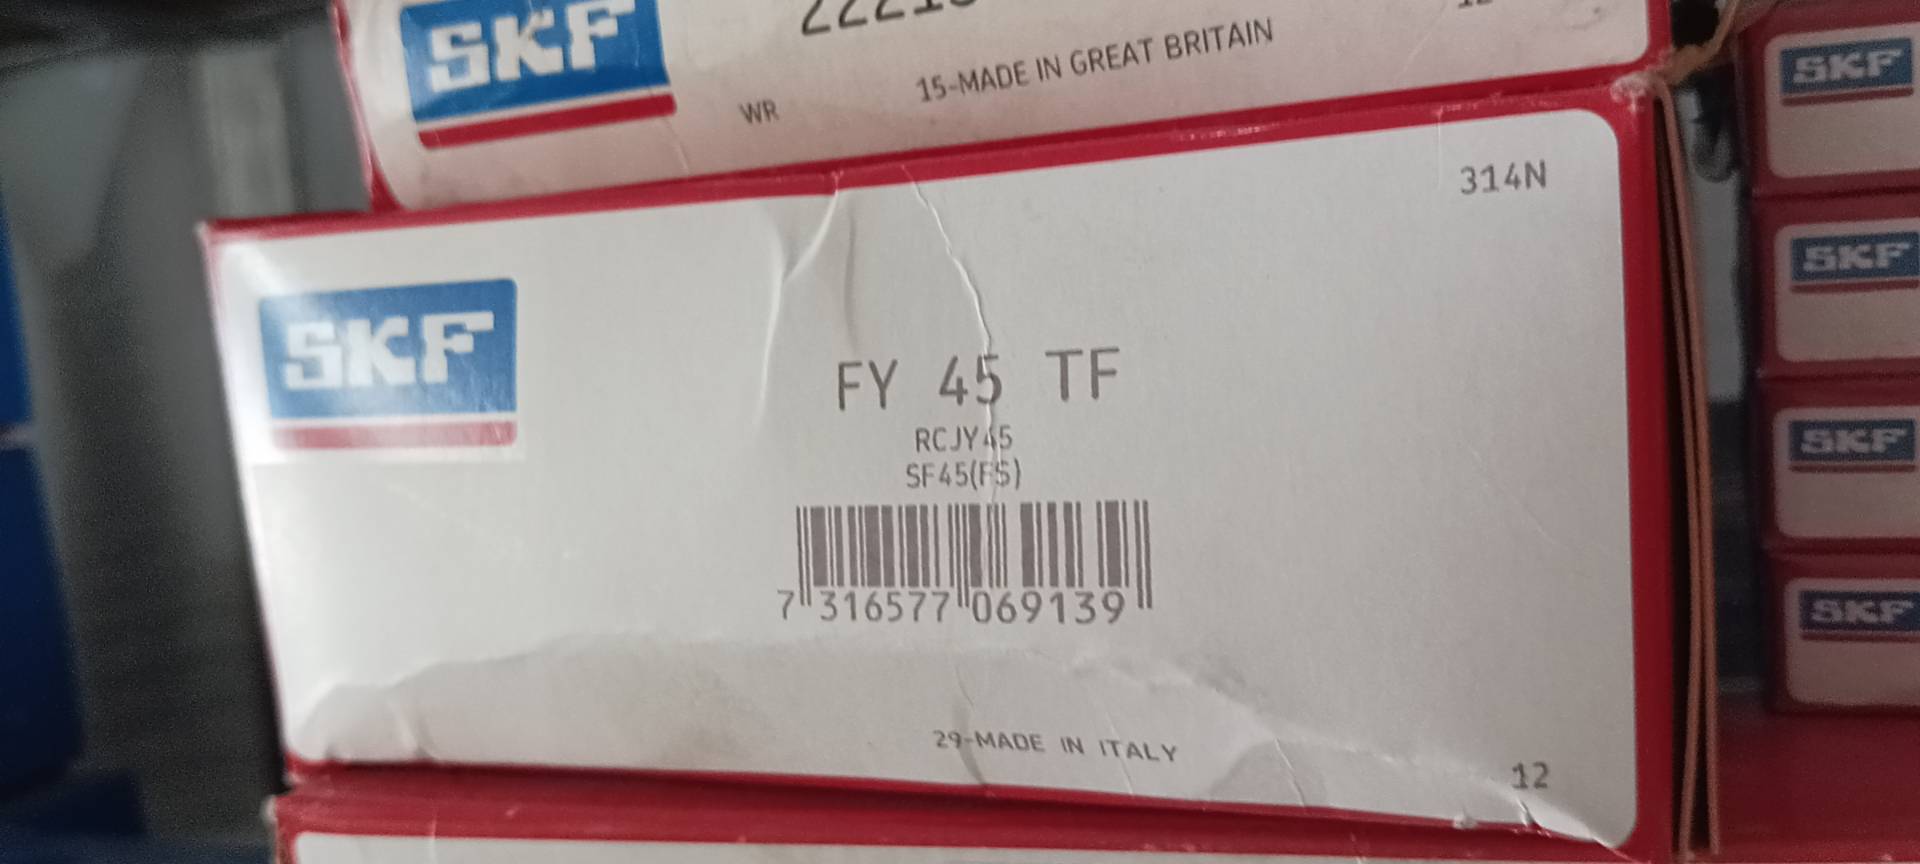 SKF
WR
15-MADE IN GREAT BRITAIN
314N
SKF
FY 45 TF
RCJY45
SF45(FS)
7 316577 069139
29-MADE IN ITALY
12
SKF
SKF
SKF
SKF